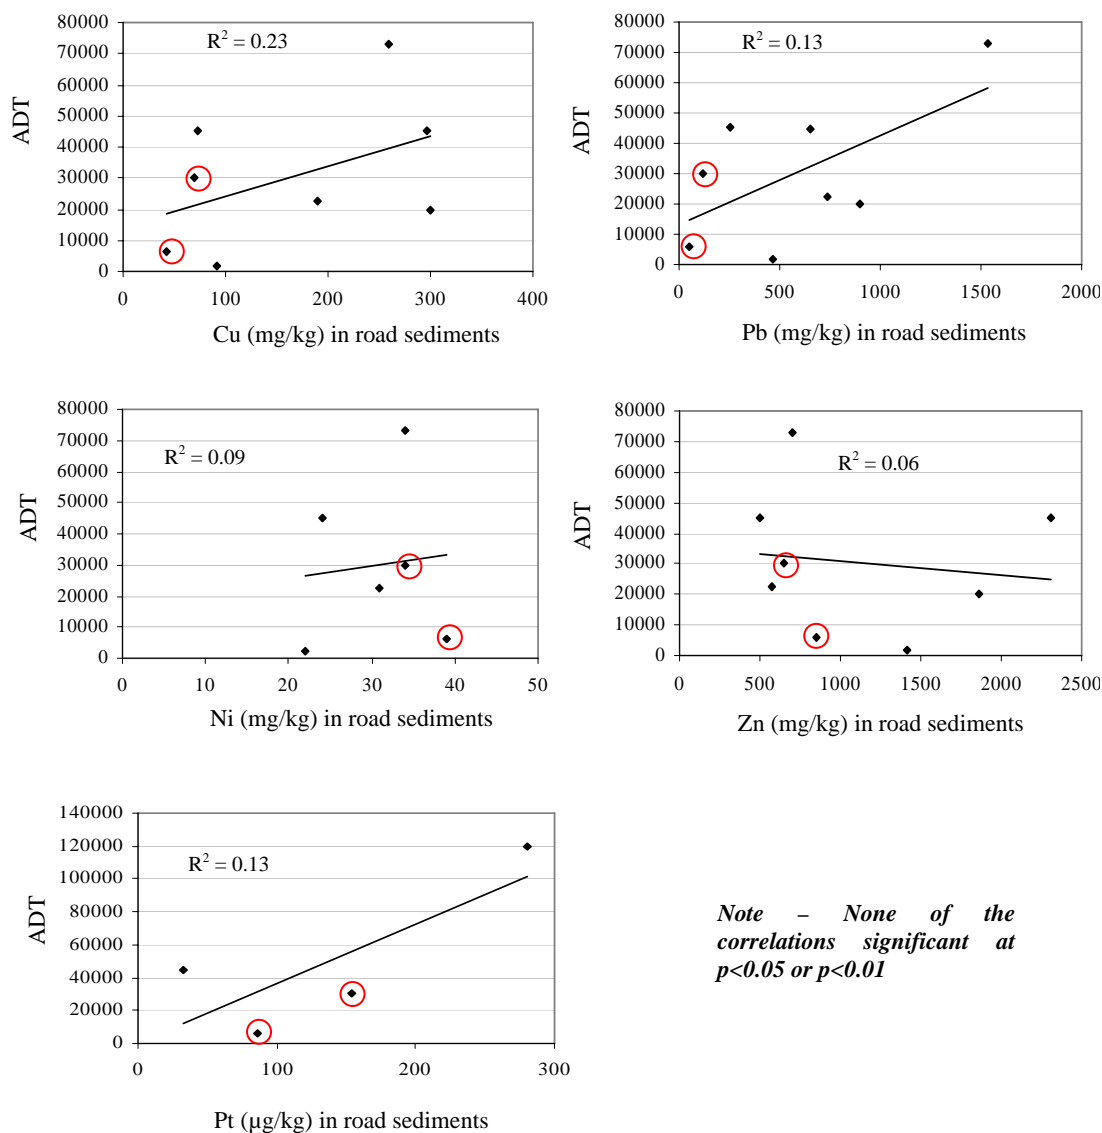 80000
70000
60000
50000
40000
30000
20000
10000
0
ADT
R² = 0.23
0 100 200 300 400
Cu (mg/kg) in road sediments
80000
70000
60000
50000
40000
30000
20000
10000
0
ADT
R² = 0.13
0 500 1000 1500 2000
Pb (mg/kg) in road sediments
80000
70000
60000
50000
40000
30000
20000
10000
0
ADT
R² = 0.09
0 10 20 30 40 50
Ni (mg/kg) in road sediments
80000
70000
60000
50000
40000
30000
20000
10000
0
ADT
R² = 0.06
0 500 1000 1500 2000 2500
Zn (mg/kg) in road sediments
140000
120000
100000
80000
60000
40000
20000
0
ADT
R² = 0.13
0 100 200 300
Pt (µg/kg) in road sediments
Note – None of the
correlations significant at
p<0.05 or p<0.01